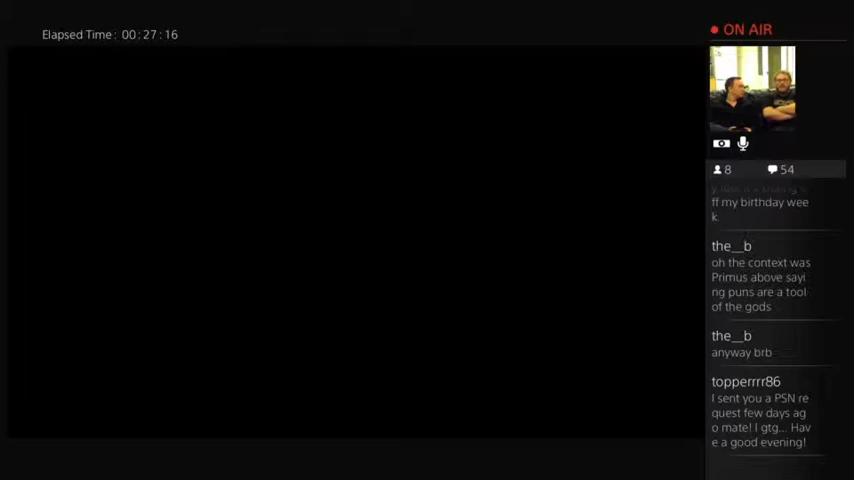 Elapsed Time: 00:27:16
ON AIR
8 54
ff my birthday wee
k.
the__b
oh the context was
Primus above sayi
ng puns are a tool
of the gods
the__b
anyway brb
topperrrr86
I sent you a PSN re
quest few days ag
o mate! I gtg... Hav
e a good evening!